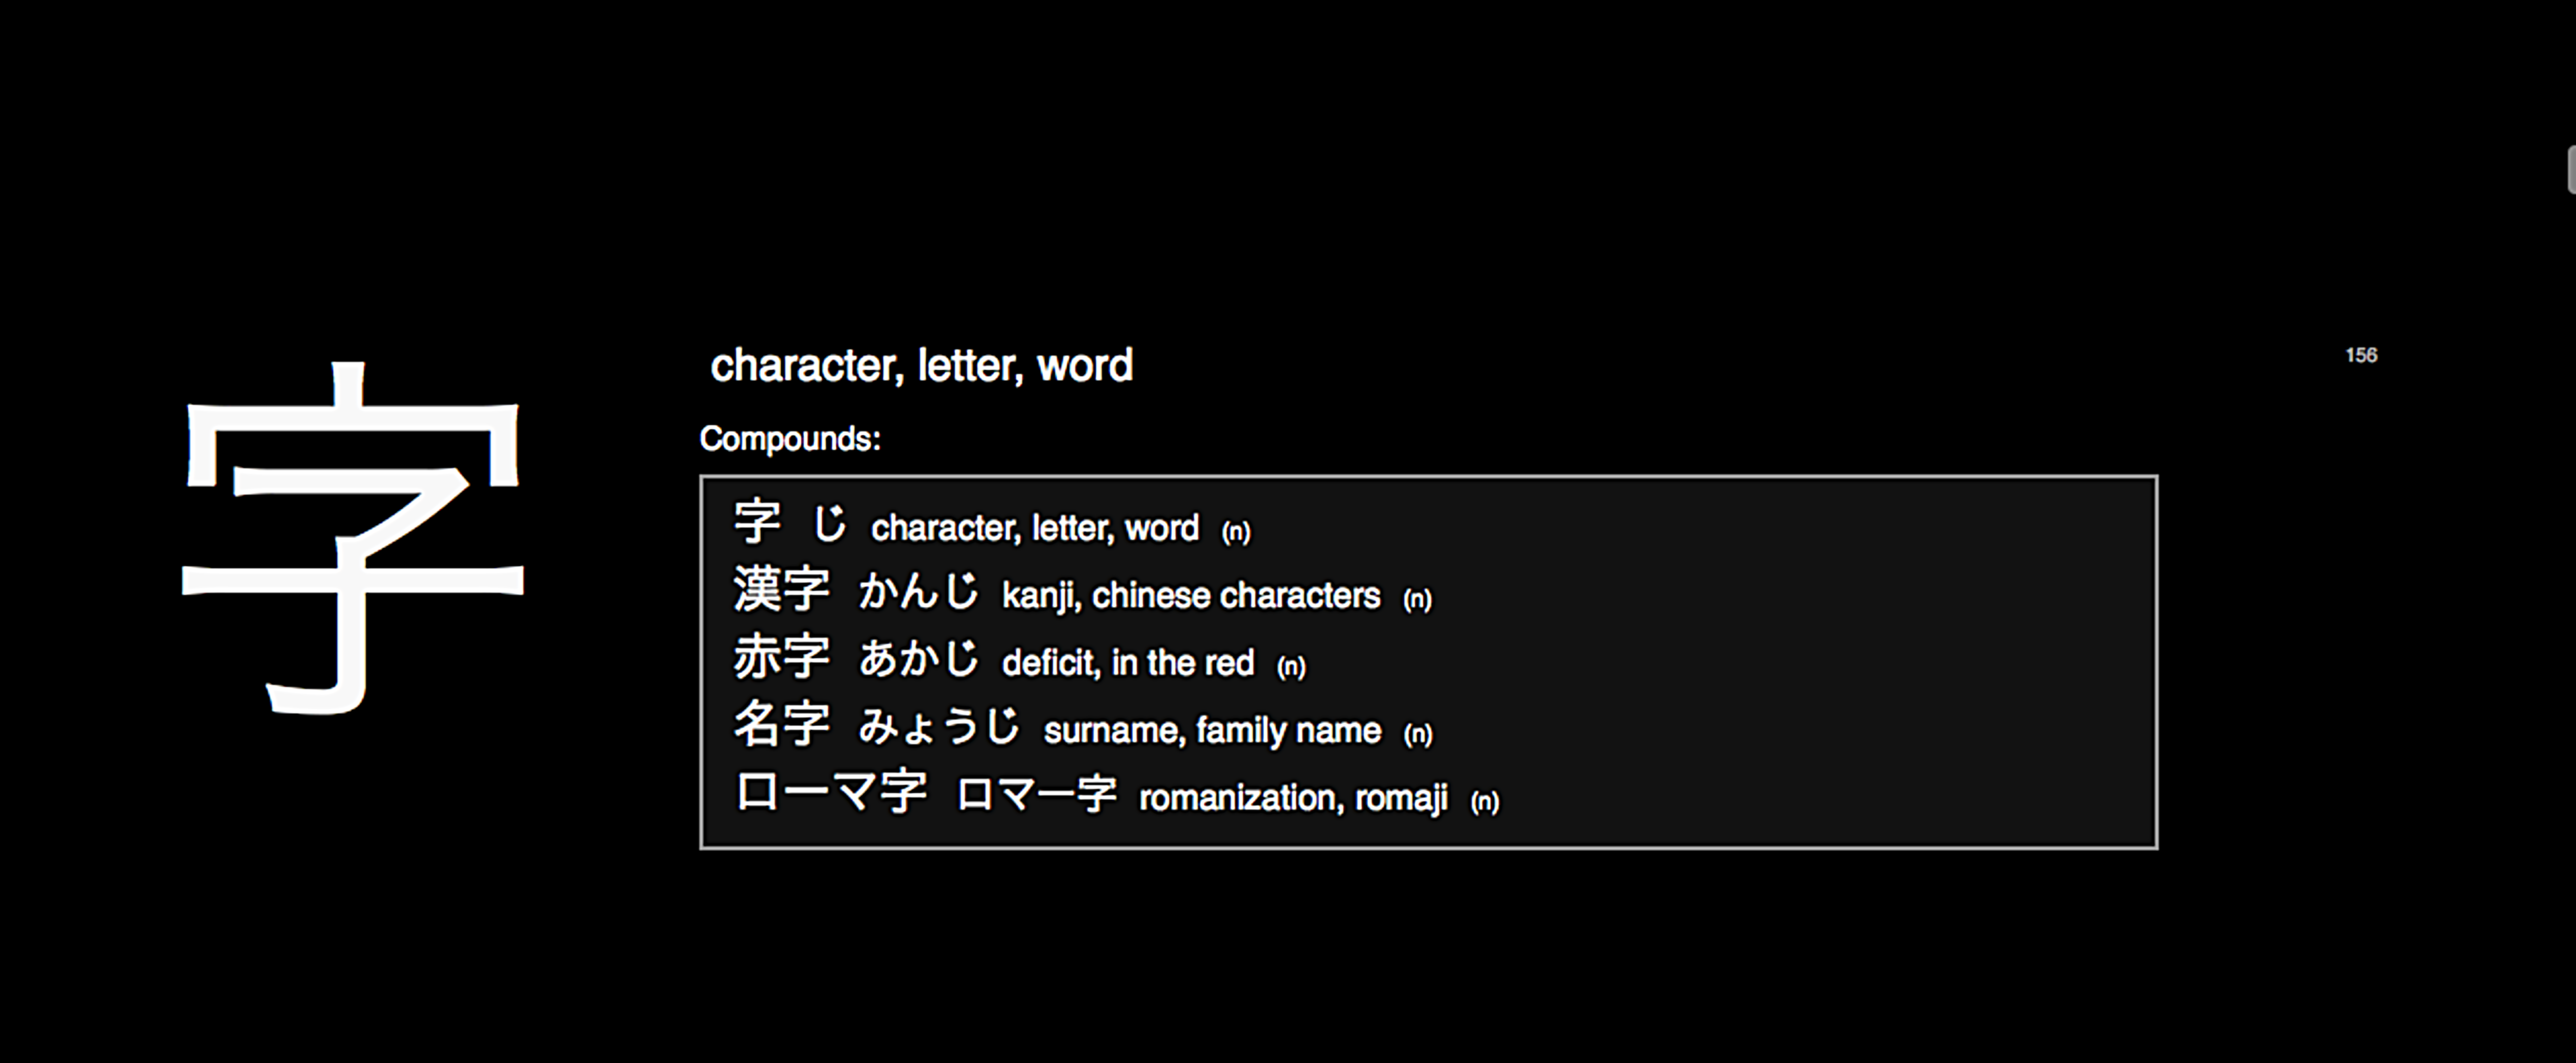 字
character, letter, word
156
Compounds:
字 じ character, letter, word (n)
漢字 かんじ kanji, chinese characters (n)
赤字 あかじ deficit, in the red (n)
名字 みょうじ surname, family name (n)
ローマ字 ロマー字 romanization, romaji (n)